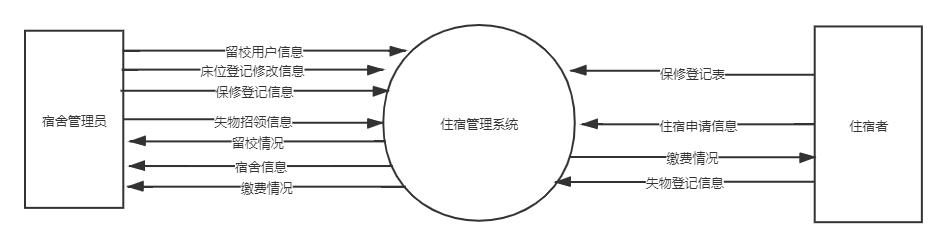 留校用户信息
床位登记修改信息
保修登记信息
失物招领信息
留校情况
宿舍信息
缴费情况
宿舍管理员
住宿管理系统
保修登记表
住宿申请信息
缴费情况
失物登记信息
住宿者